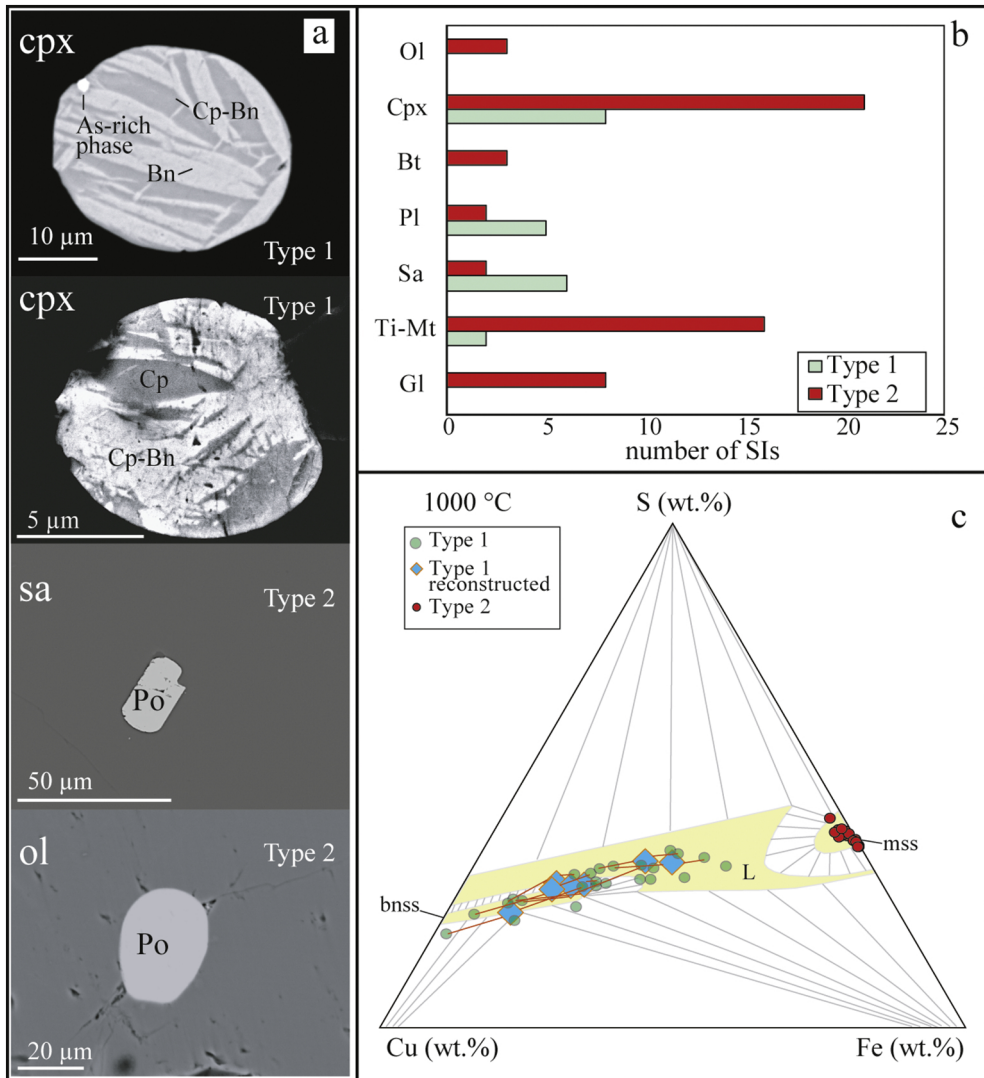 a
cpx
Cp-Bn
As-rich
phase
Bn
10 µm
Type 1
cpx
Type 1
Cp
Cp-Bn
5 µm
sa
Type 2
Po
50 µm
ol
Type 2
Po
20 µm
b
Ol
Cpx
Bt
Pl
Sa
Ti-Mt
Gl
Type 1
Type 2
0 5 10 15 20 25
number of SIs
c
1000 °C
S (wt.%)
Type 1
Type 1
reconstructed
Type 2
mss
L
bnss
Cu (wt.%)
Fe (wt.%)